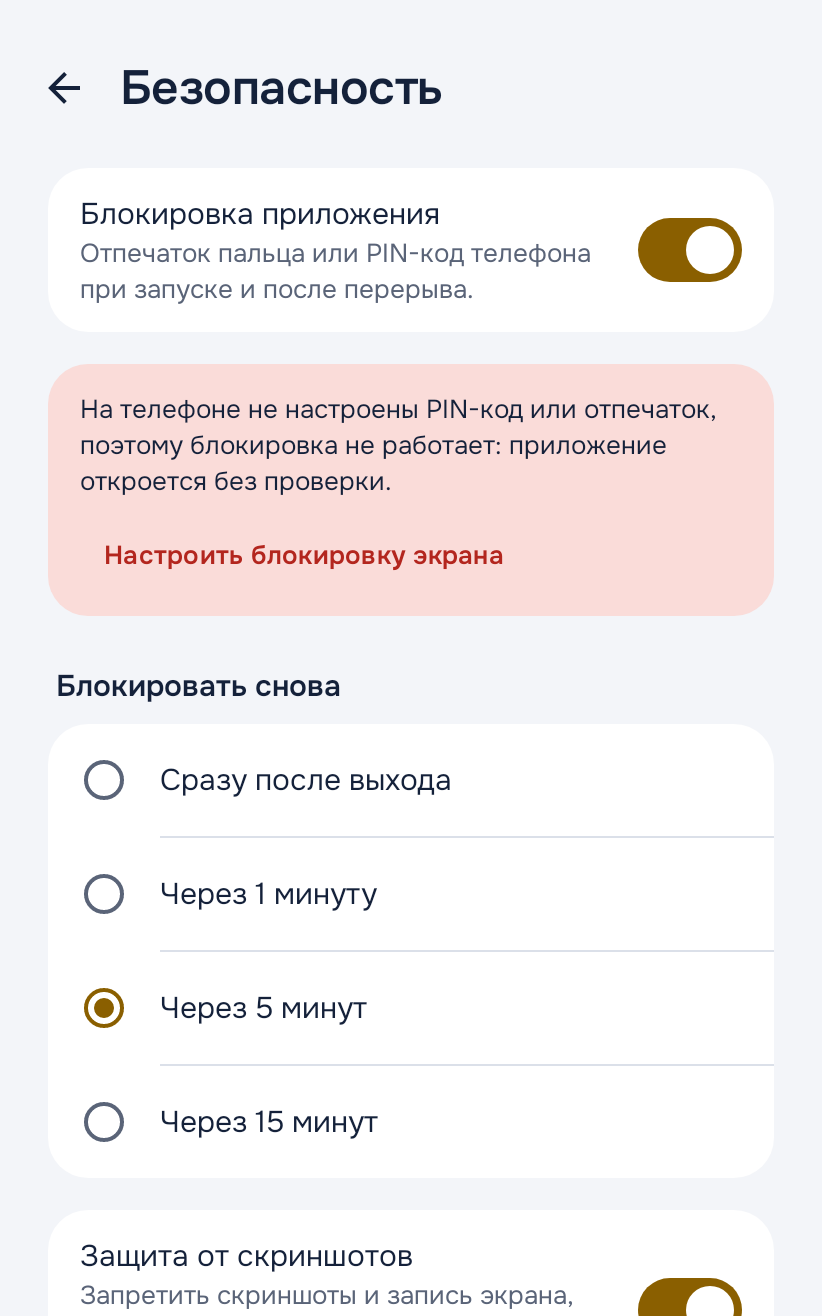 Безопасность
Блокировка приложения
Отпечаток пальца или PIN-код телефона
при запуске и после перерыва.
На телефоне не настроены PIN-код или отпечаток,
поэтому блокировка не работает: приложение
откроется без проверки.
Настроить блокировку экрана
Блокировать снова
Сразу после выхода
Через 1 минуту
Через 5 минут
Через 15 минут
Защита от скриншотов
Запретить скриншоты и запись экрана,